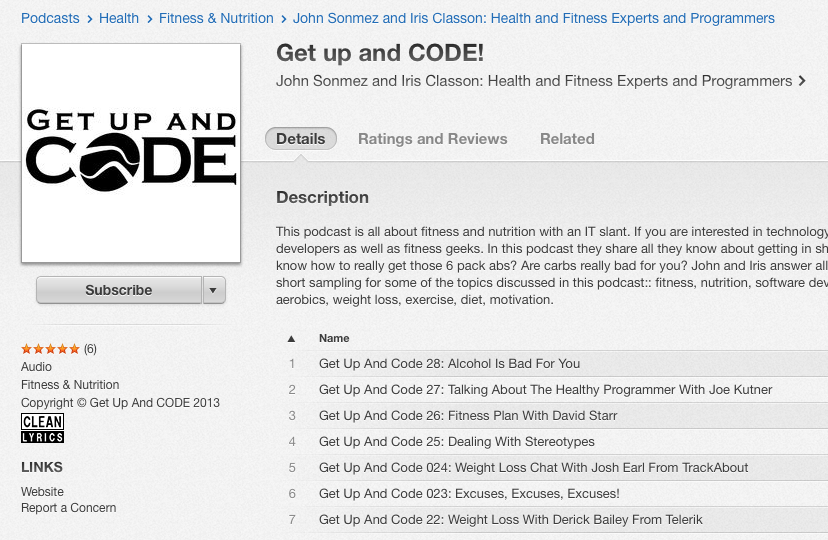 Podcasts > Health > Fitness & Nutrition > John Sonmez and Iris Classon: Health and Fitness Experts and Programmers
GET UP AND
CODE
Get up and CODE!
John Sonmez and Iris Classon: Health and Fitness Experts and Programmers >
Details Ratings and Reviews Related
Description
This podcast is all about fitness and nutrition with an IT slant. If you are interested in technology
developers as well as fitness geeks. In this podcast they share all they know about getting in sh
know how to really get those 6 pack abs? Are carbs really bad for you? John and Iris answer all
short sampling for some of the topics discussed in this podcast:: fitness, nutrition, software dev
aerobics, weight loss, exercise, diet, motivation.
Subscribe
(6)
Audio
Fitness & Nutrition
Copyright © Get Up And CODE 2013
CLEAN
LYRICS
LINKS
Website
Report a Concern
Name
1 Get Up And Code 28: Alcohol Is Bad For You
2 Get Up And Code 27: Talking About The Healthy Programmer With Joe Kutner
3 Get Up And Code 26: Fitness Plan With David Starr
4 Get Up And Code 25: Dealing With Stereotypes
5 Get Up And Code 024: Weight Loss Chat With Josh Earl From TrackAbout
6 Get Up And Code 023: Excuses, Excuses, Excuses!
7 Get Up And Code 22: Weight Loss With Derick Bailey From Telerik